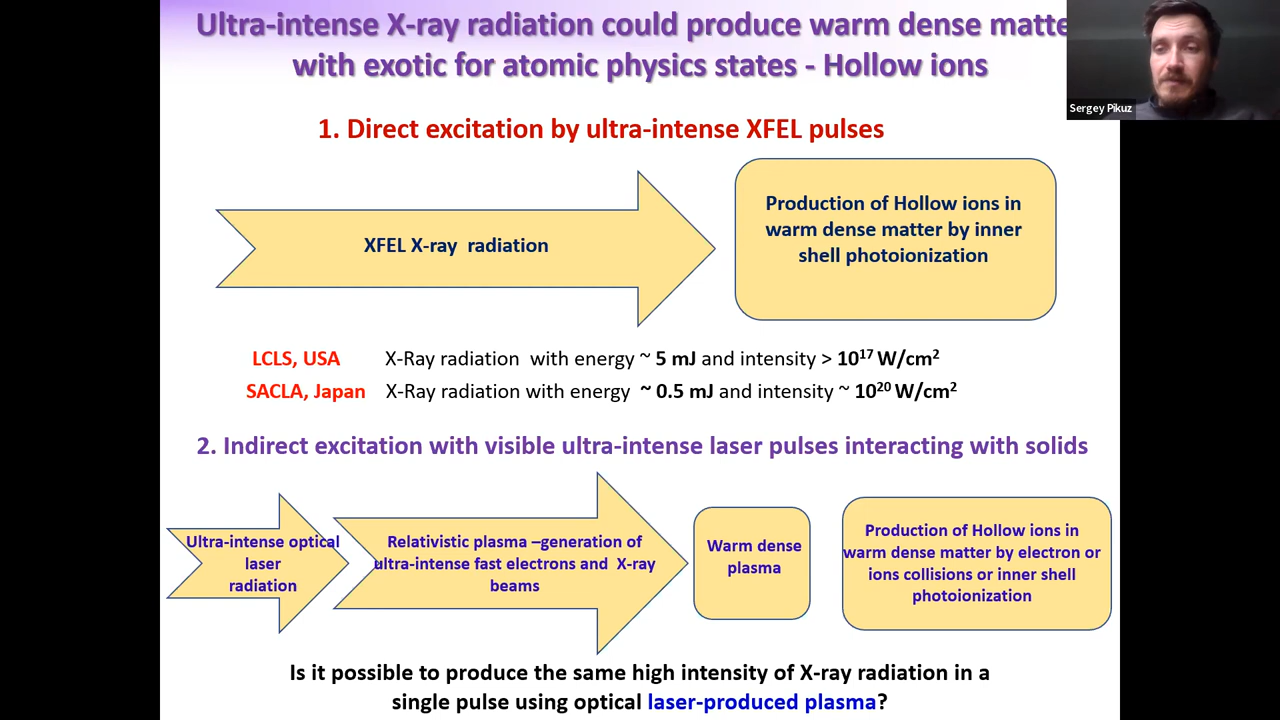 Ultra-intense X-ray radiation could produce warm dense matte
with exotic for atomic physics states - Hollow ions
Sergey Pikuz
1. Direct excitation by ultra-intense XFEL pulses
XFEL X-ray radiation
Production of Hollow ions in
warm dense matter by inner
shell photoionization
LCLS, USA X-Ray radiation with energy ~ 5 mJ and intensity > 10¹⁷ W/cm²
SACLA, Japan X-Ray radiation with energy ~ 0.5 mJ and intensity ~ 10²⁰ W/cm²
2. Indirect excitation with visible ultra-intense laser pulses interacting with solids
Ultra-intense optical
laser
radiation
Relativistic plasma –generation of
ultra-intense fast electrons and X-ray
beams
Warm dense
plasma
Production of Hollow ions in
warm dense matter by electron or
ions collisions or inner shell
photoionization
Is it possible to produce the same high intensity of X-ray radiation in a
single pulse using optical laser-produced plasma?